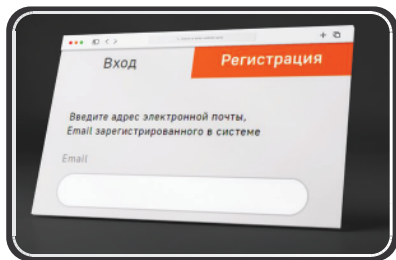 Вход
Регистрация
Введите адрес электронной почты,
Email зарегистрированного в системе
Email